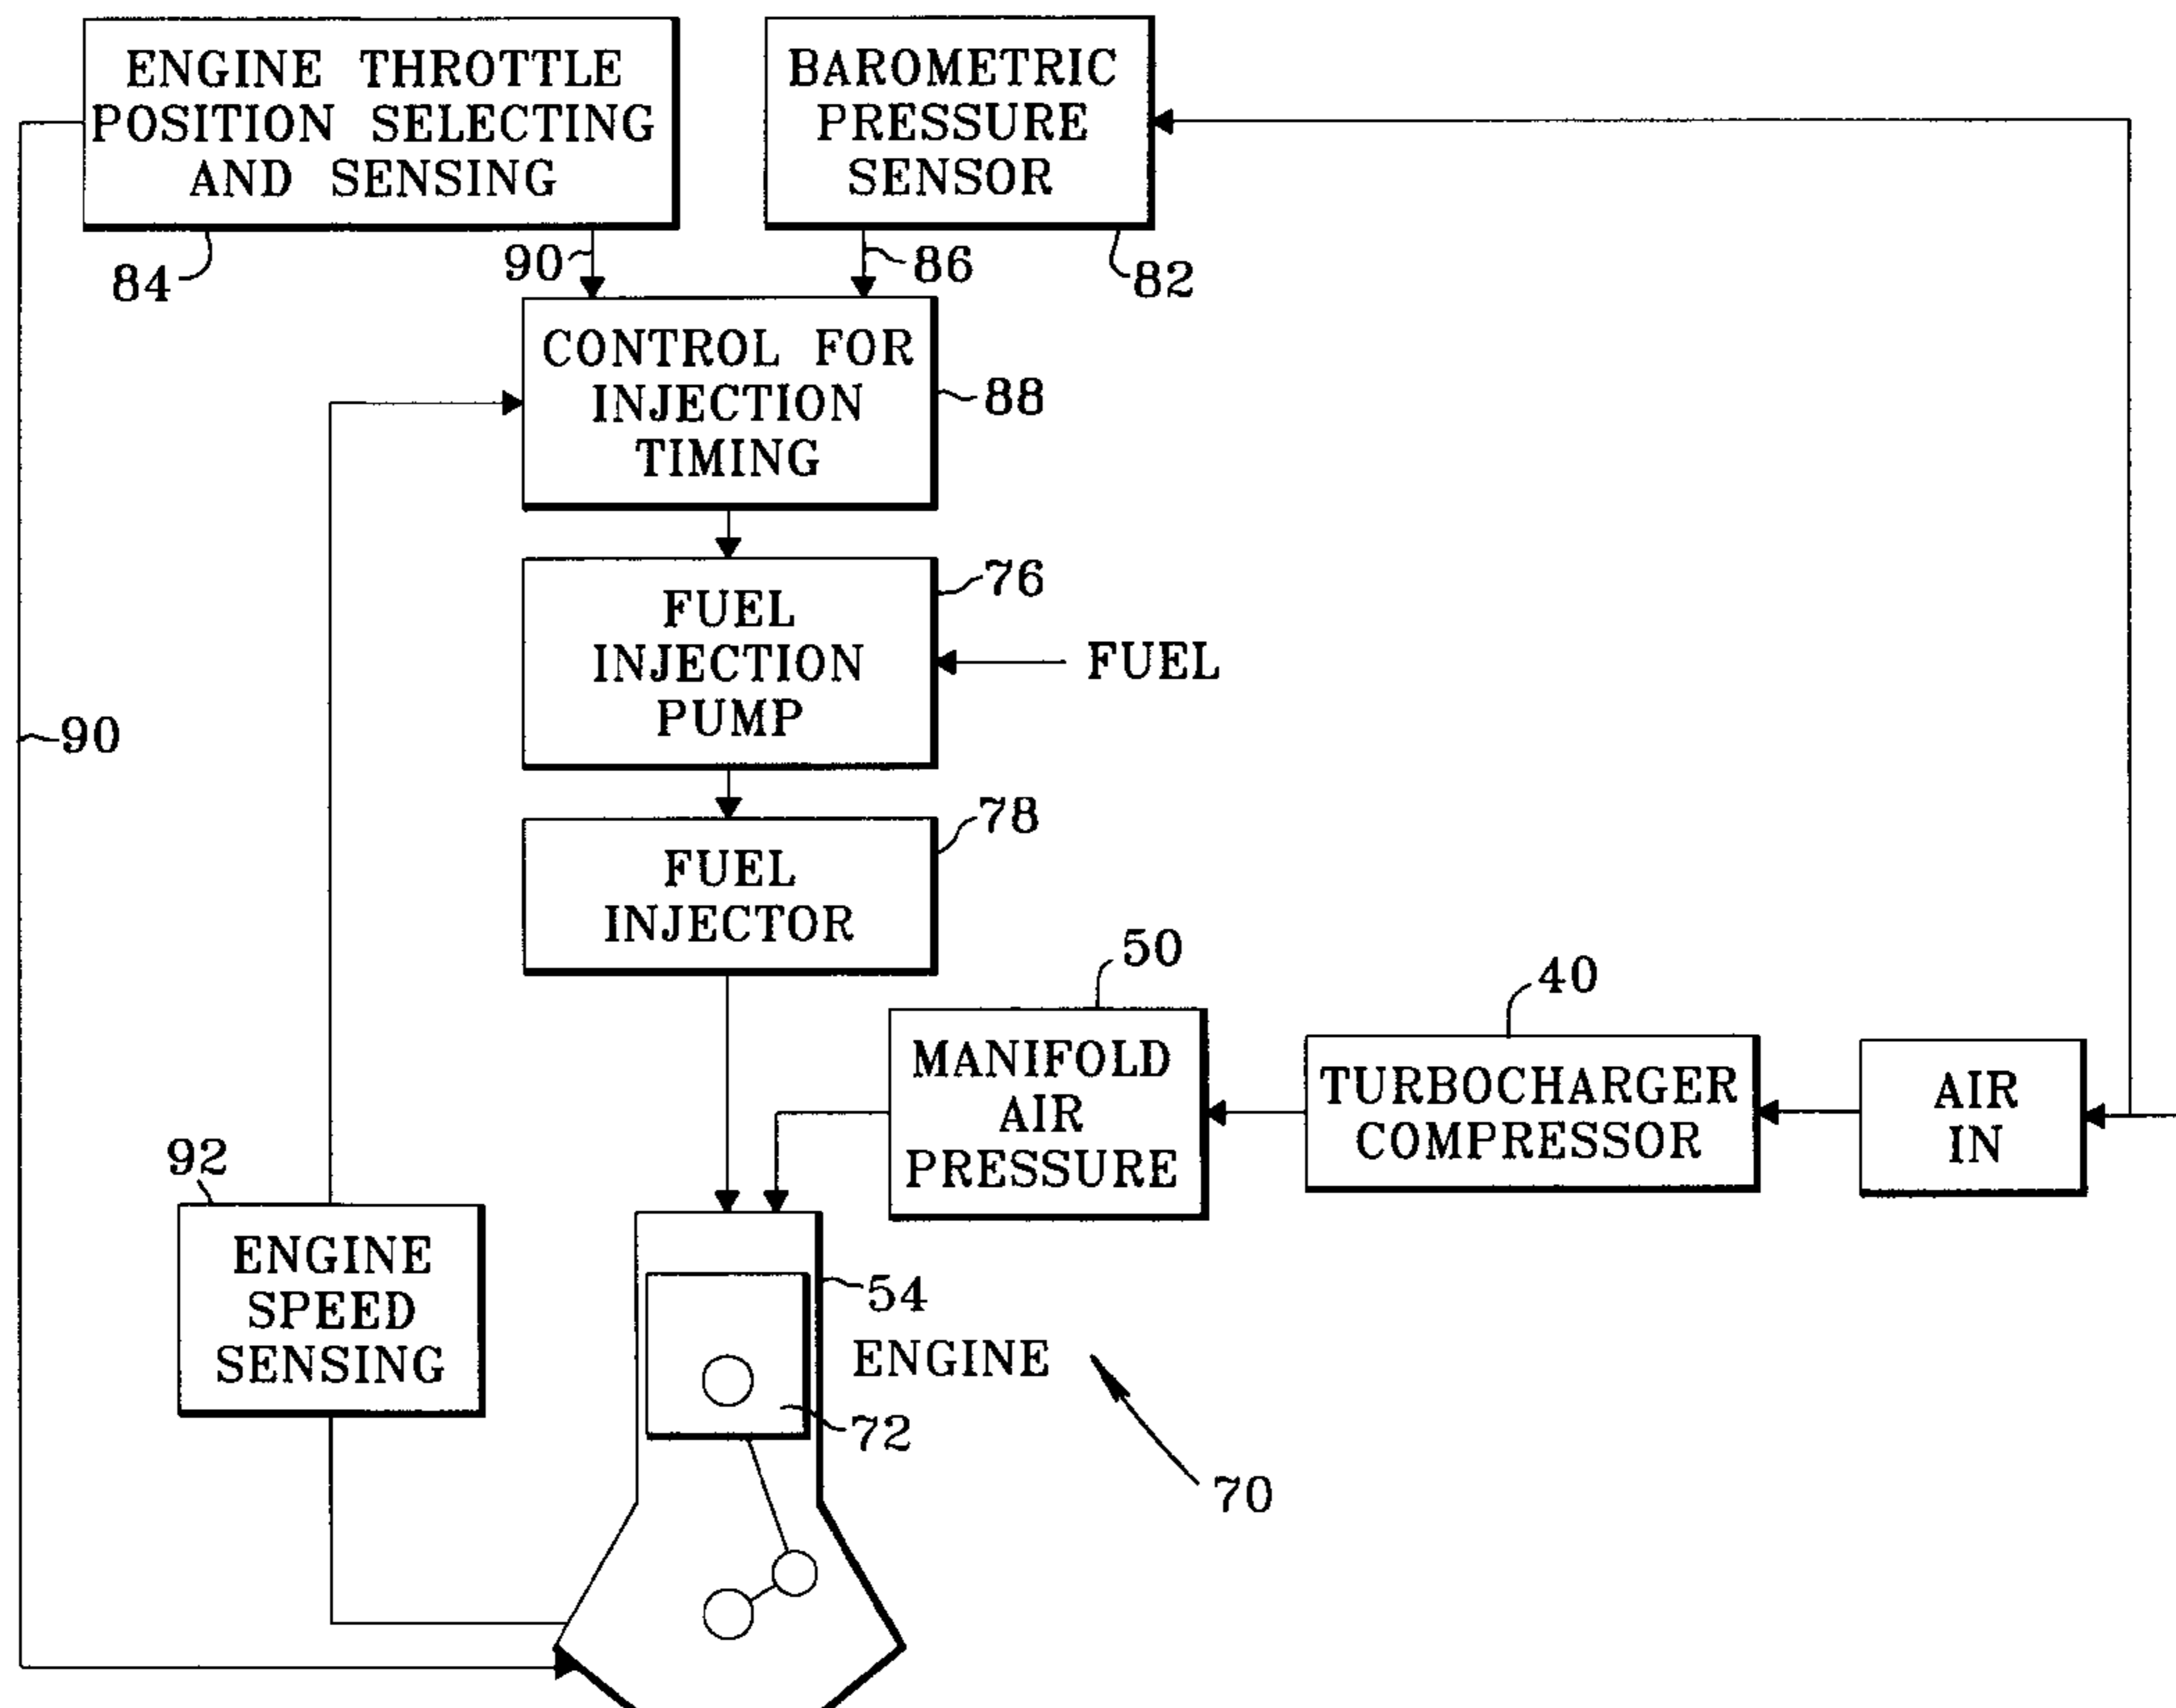 ENGINE THROTTLE
POSITION SELECTING
AND SENSING
BAROMETRIC
PRESSURE
SENSOR
84
90
86
82
CONTROL FOR
INJECTION
TIMING
88
FUEL
INJECTION
PUMP
76
FUEL
90
FUEL
INJECTOR
78
MANIFOLD
AIR
PRESSURE
50
TURBOCHARGER
COMPRESSOR
40
AIR
IN
92
ENGINE
SPEED
SENSING
54
ENGINE
72
70